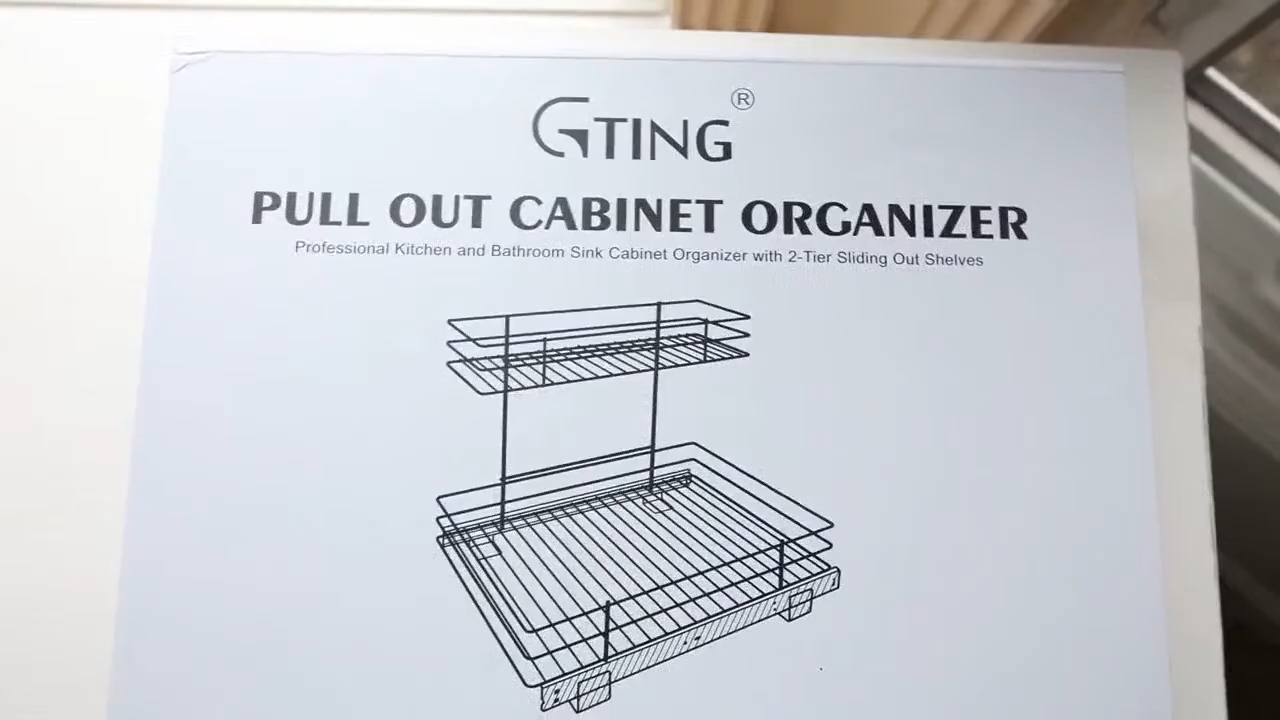 GTING®
PULL OUT CABINET ORGANIZER
Professional Kitchen and Bathroom Sink Cabinet Organizer with 2-Tier Sliding Out Shelves